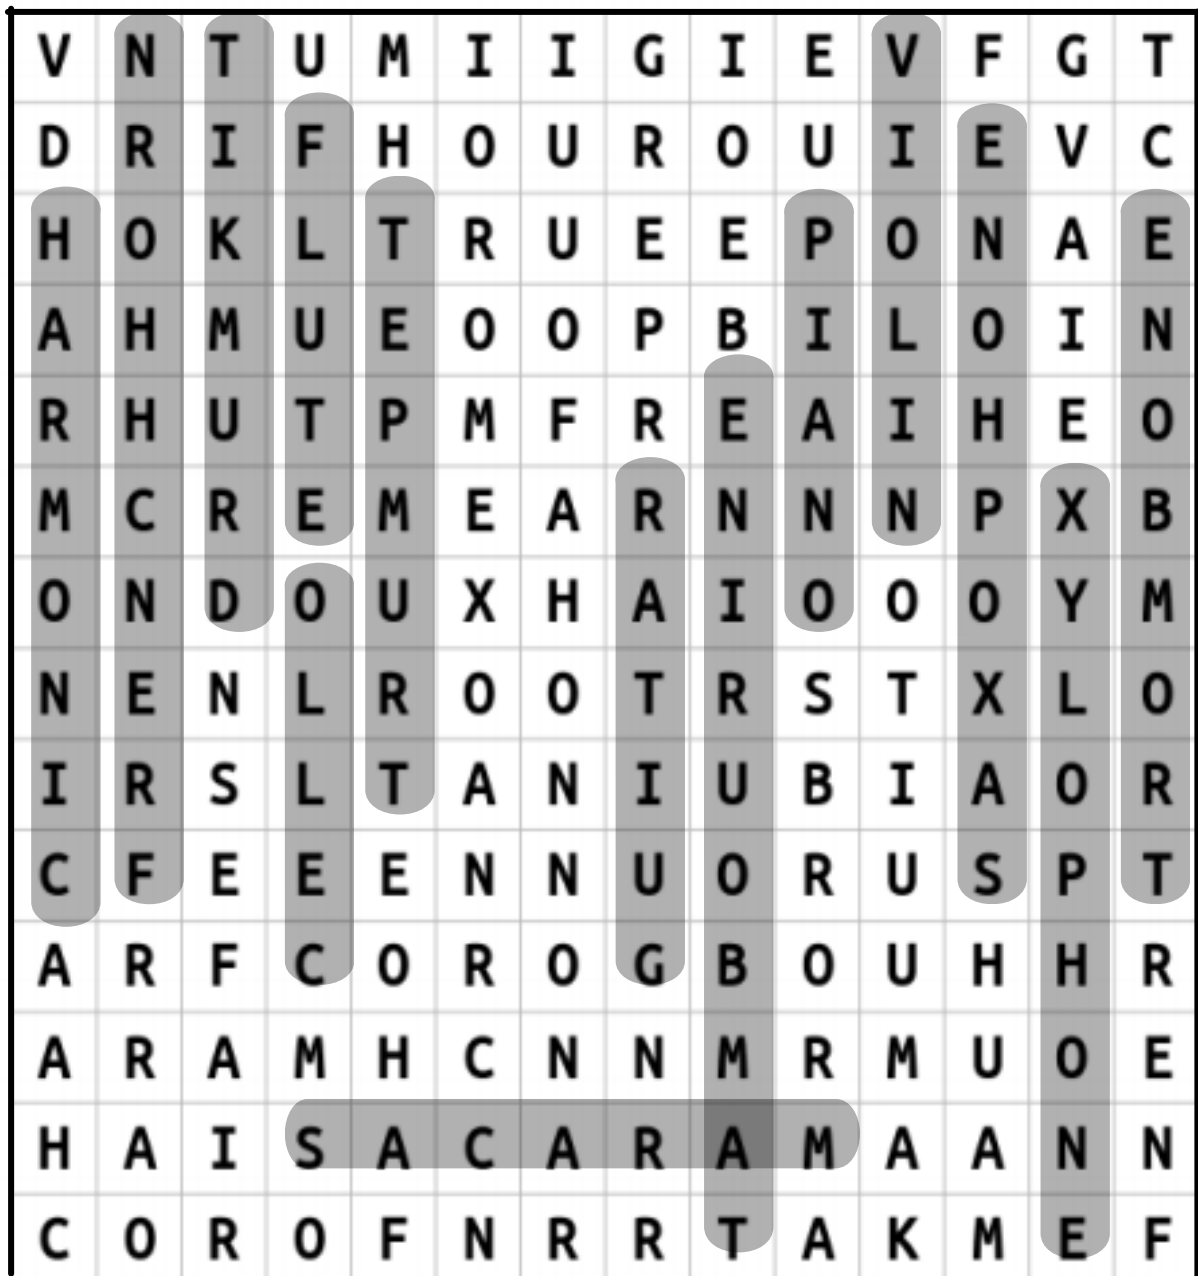 V N T U M I I G I E V F G T
D R I F H O U R O U I E V C
H O K L T R U E E P O N A E
A H M U E O O P B I L O I N
R H U T P M F R E A I H E O
M C R E M E A R N N N P X B
O N D O U X H A I O O O Y M
N E N L R O O T R S T X L O
I R S L T A N I U B I A O R
C F E E E N N U O R U S P T
A R F C O R O G B O U H H R
A R A M H C N N M R M U O E
H A I S A C A R A M A A N N
C O R O F N R R T A K M E F